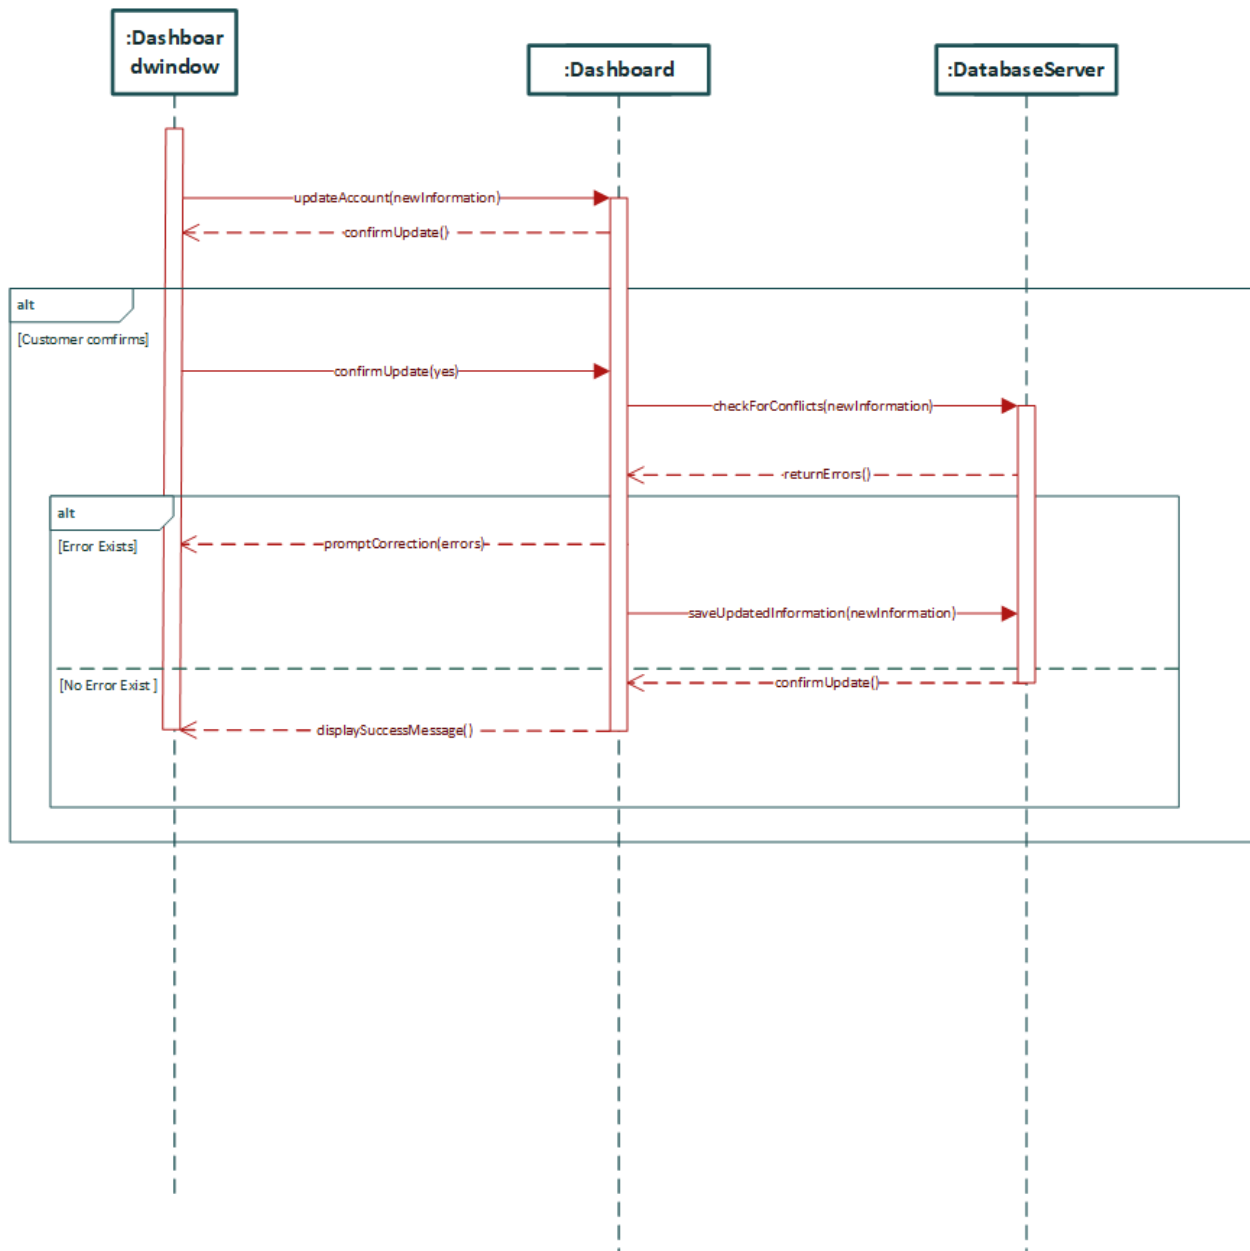 :Dashboar
dwindow
:Dashboard
:DatabaseServer
updateAccount(newInformation)
confirmUpdate()
alt
[Customer comfirms]
confirmUpdate(yes)
checkForConflicts(newInformation)
returnErrors()
alt
[Error Exists]
promptCorrection(errors)
saveUpdatedInformation(newInformation)
[No Error Exist ]
confirmUpdate()
displaySuccessMessage()